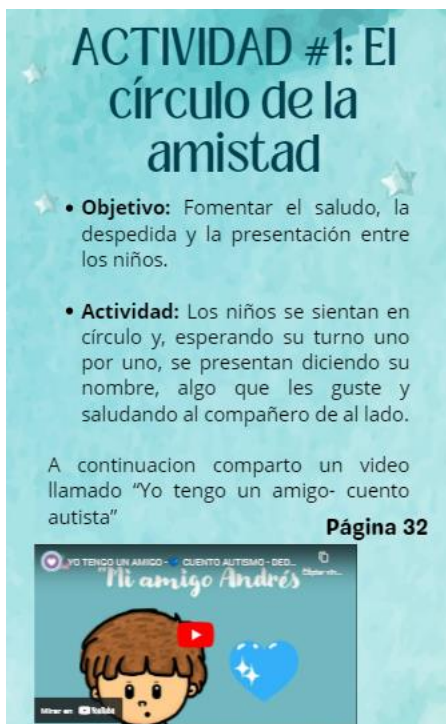 ACTIVIDAD #1: El
círculo de la
amistad
• Objetivo: Fomentar el saludo, la
despedida y la presentación entre
los niños.
• Actividad: Los niños se sientan en
círculo y, esperando su turno uno
por uno, se presentan diciendo su
nombre, algo que les guste y
saludando al compañero de al lado.
A continuacion comparto un video
llamado “Yo tengo un amigo- cuento
autista”
Página 32
YO TENGO UN AMIGO - 💙 CUENTO AUTISMO - DED...
"Mi amigo Andrés
Mirar en YouTube